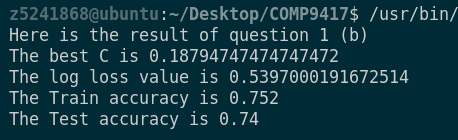 z5241868@ubuntu:~/Desktop/COMP9417$ /usr/bin/
Here is the result of question 1 (b)
The best C is 0.18794747474747472
The log loss value is 0.5397000191672514
The Train accuracy is 0.752
The Test accuracy is 0.74